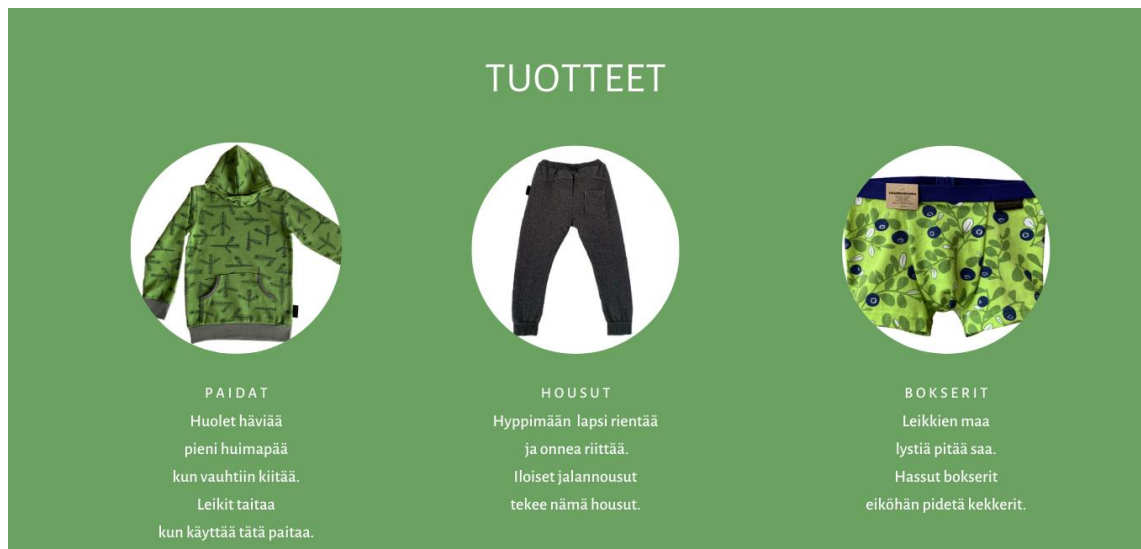 TUOTTEET
PAIDAT
Huolet häviää
pieni huimapää
kun vauhtiin kiitää.
Leikit taitaa
kun käyttää tätä paitaa.
HOUSUT
Hyppimään lapsi rientää
ja onnea riittää.
Iloiset jalannousut
tekee nämä housut.
BOKSERIT
Leikkien maa
lystiä pitää saa.
Hassut bokserit
eiköhän pidetä kekkerit.